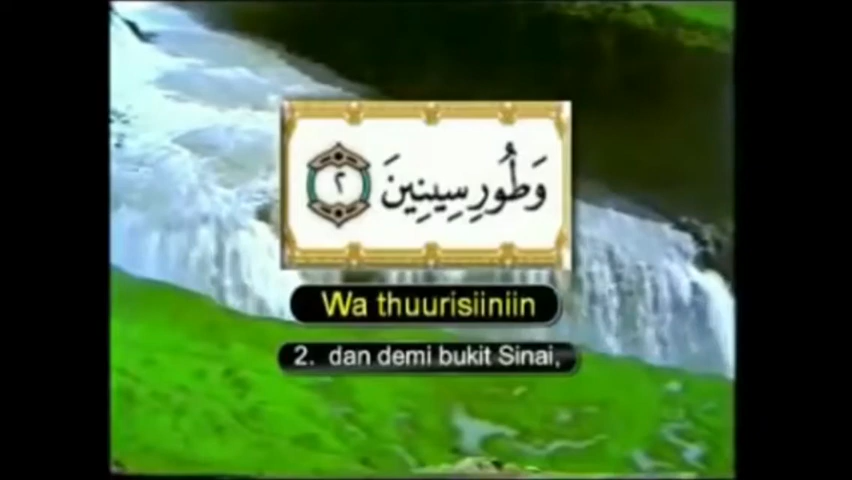 وَطُورِ سِينِينَ ٢
Wa thuurisiiniin
2. dan demi bukit Sinai,